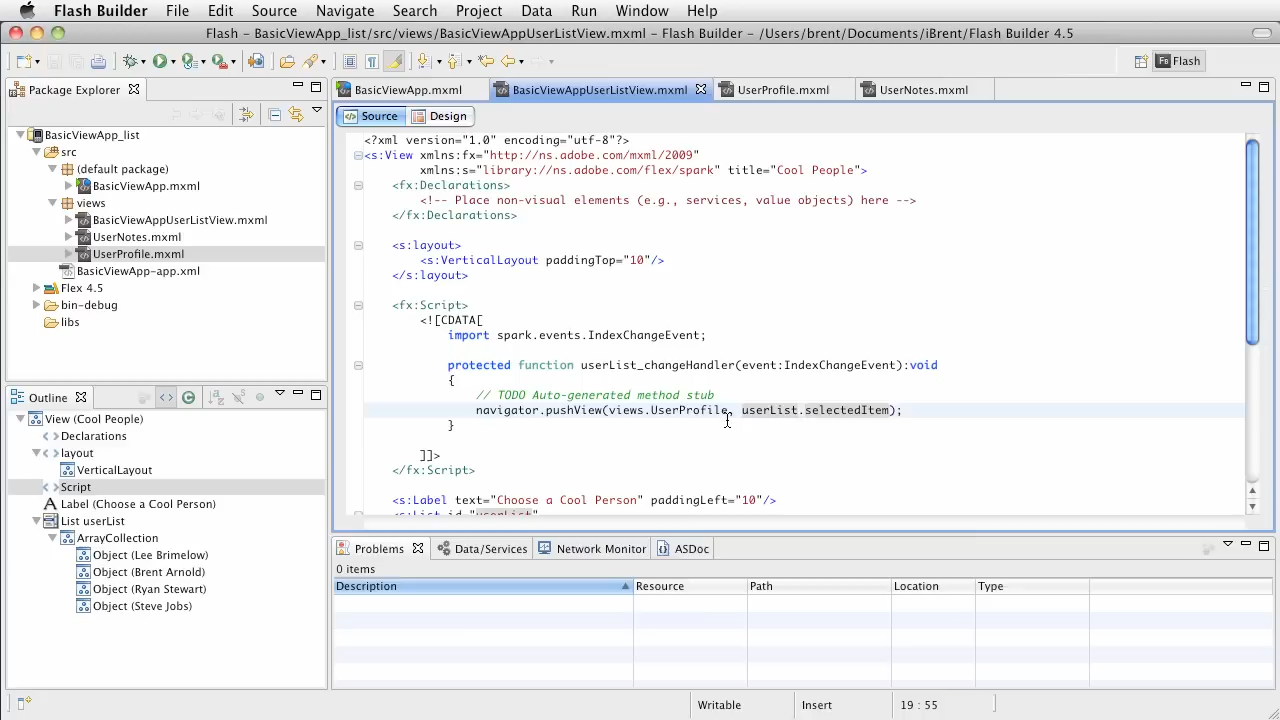 Flash Builder File Edit Source Navigate Search Project Data Run Window Help
Flash – BasicViewApp_list/src/views/BasicViewAppUserListView.mxml – Flash Builder – /Users/brent/Documents/iBrent/Flash Builder 4.5
Fb Flash
Package Explorer
BasicViewApp_list
src
(default package)
BasicViewApp.mxml
views
BasicViewAppUserListView.mxml
UserNotes.mxml
UserProfile.mxml
BasicViewApp-app.xml
Flex 4.5
bin-debug
libs
Outline
View (Cool People)
Declarations
layout
VerticalLayout
Script
Label (Choose a Cool Person)
List userList
ArrayCollection
Object (Lee Brimelow)
Object (Brent Arnold)
Object (Ryan Stewart)
Object (Steve Jobs)
BasicViewApp.mxml BasicViewAppUserListView.mxml UserProfile.mxml UserNotes.mxml
Source Design
<?xml version="1.0" encoding="utf-8"?>
<s:View xmlns:fx="http://ns.adobe.com/mxml/2009"
xmlns:s="library://ns.adobe.com/flex/spark" title="Cool People">
<fx:Declarations>
<!-- Place non-visual elements (e.g., services, value objects) here -->
</fx:Declarations>
<s:layout>
<s:VerticalLayout paddingTop="10"/>
</s:layout>
<fx:Script>
<![CDATA[
import spark.events.IndexChangeEvent;
protected function userList_changeHandler(event:IndexChangeEvent):void
{
// TODO Auto-generated method stub
navigator.pushView(views.UserProfile, userList.selectedItem);
}
]]>
</fx:Script>
<s:Label text="Choose a Cool Person" paddingLeft="10"/>
<s:List id="userList"
Problems Data/Services Network Monitor ASDoc
0 items
Description Resource Path Location Type
Writable Insert 19 : 55